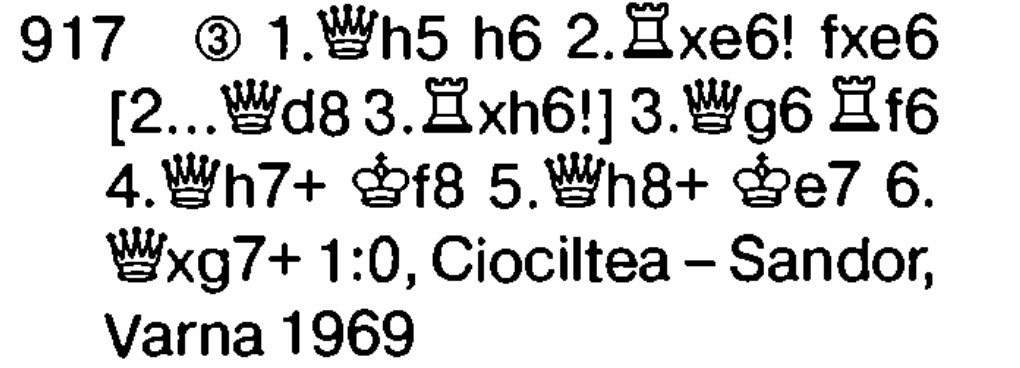 917 ③ 1.♕h5 h6 2.♖xe6! fxe6
[2...♕d8 3.♖xh6!] 3.♕g6 ♖f6
4.♕h7+ ♔f8 5.♕h8+ ♔e7 6.
♕xg7+ 1:0, Ciociltea – Sandor,
Varna 1969